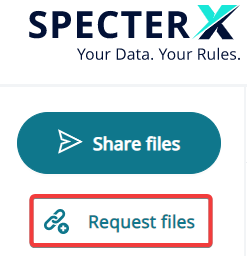 SPECTERX
Your Data. Your Rules.
Share files
Request files